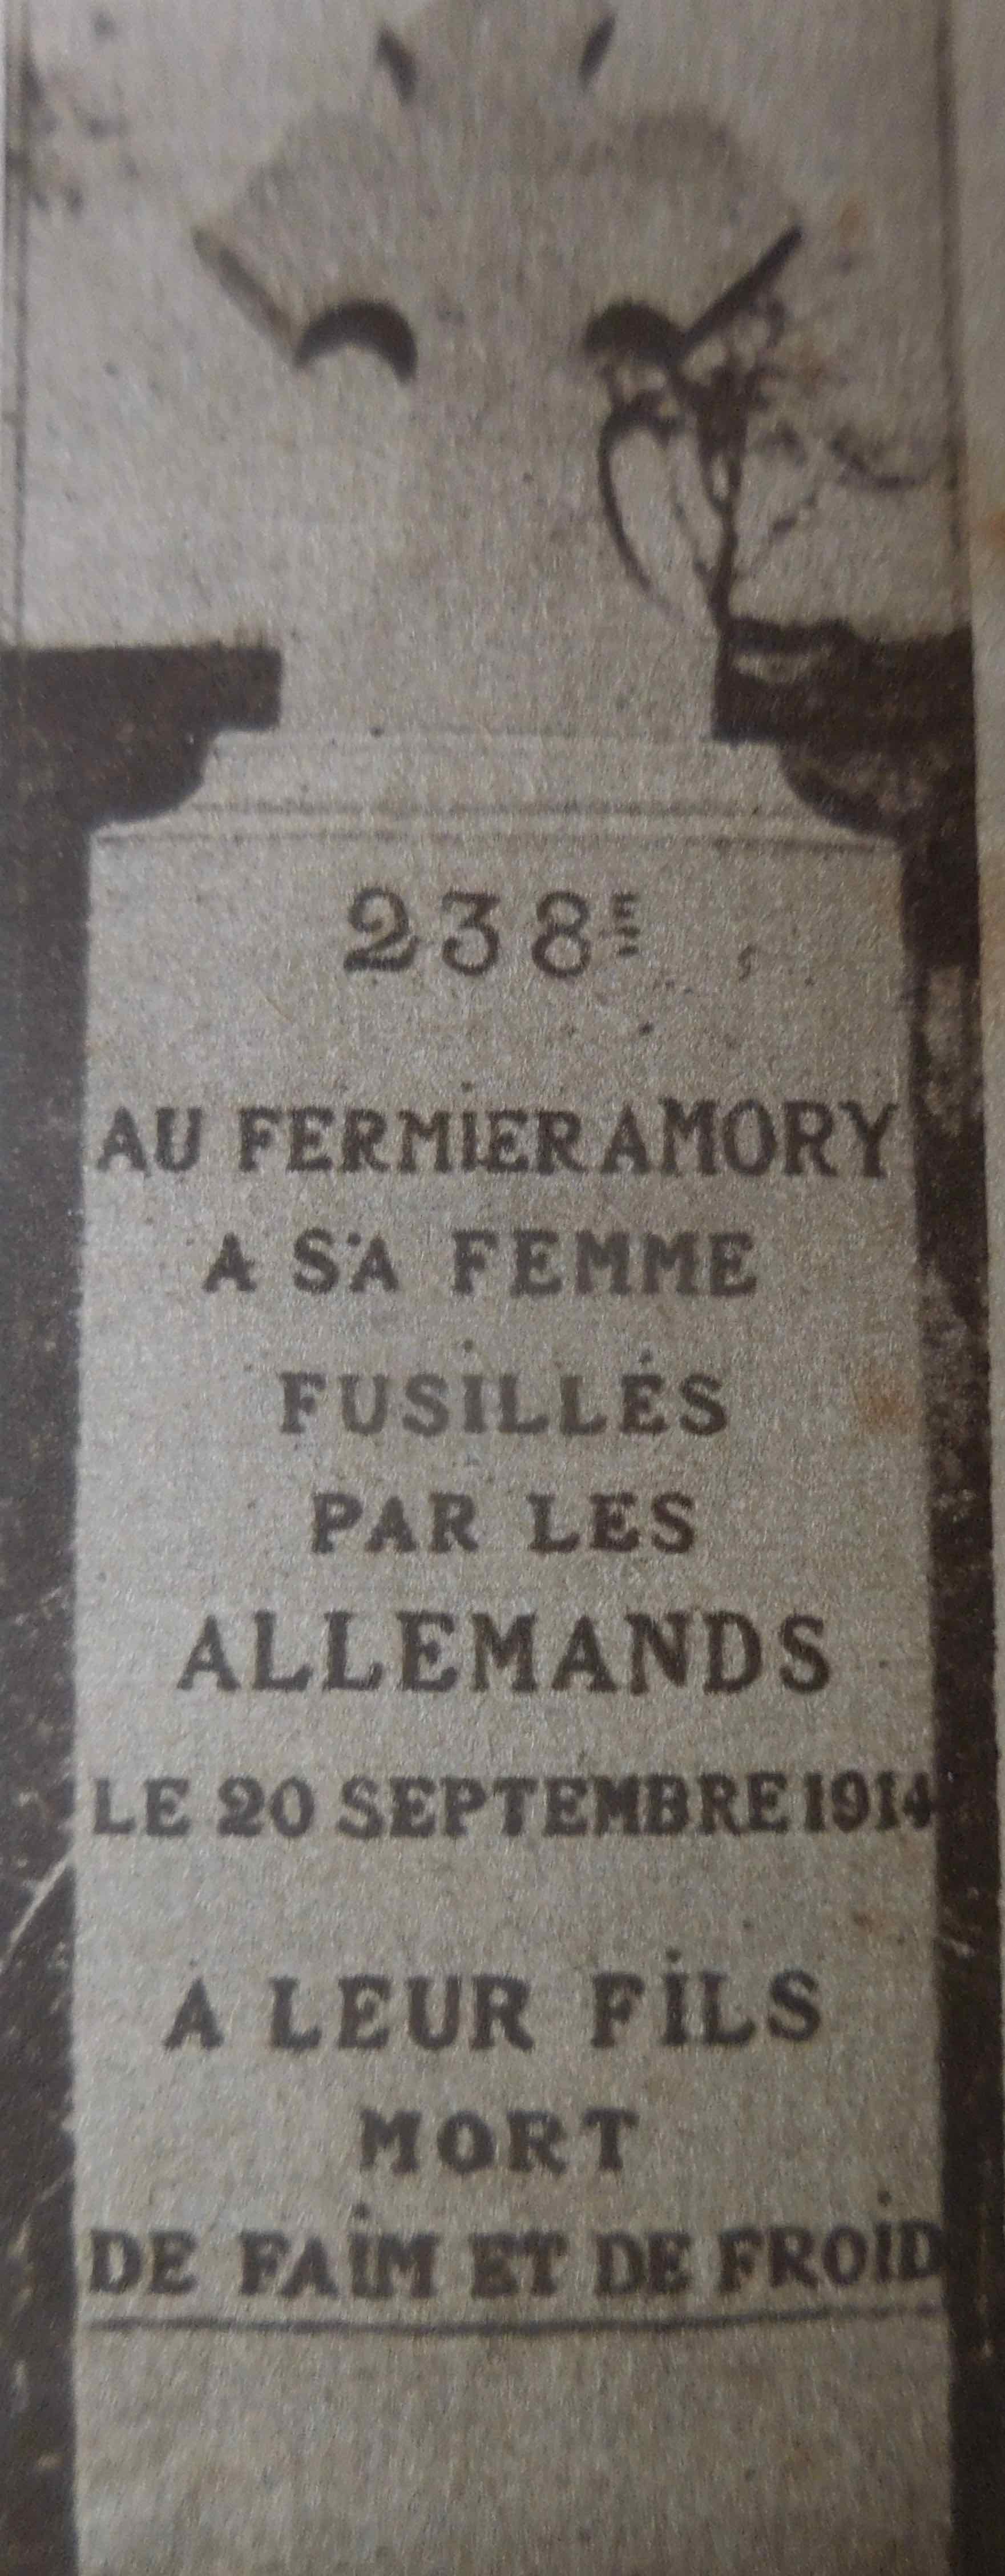 238E
AU FERMIER AMORY
A SA FEMME
FUSILLÉS
PAR LES
ALLEMANDS
LE 20 SEPTEMBRE 1914
A LEUR FILS
MORT
DE FAIM ET DE FROID